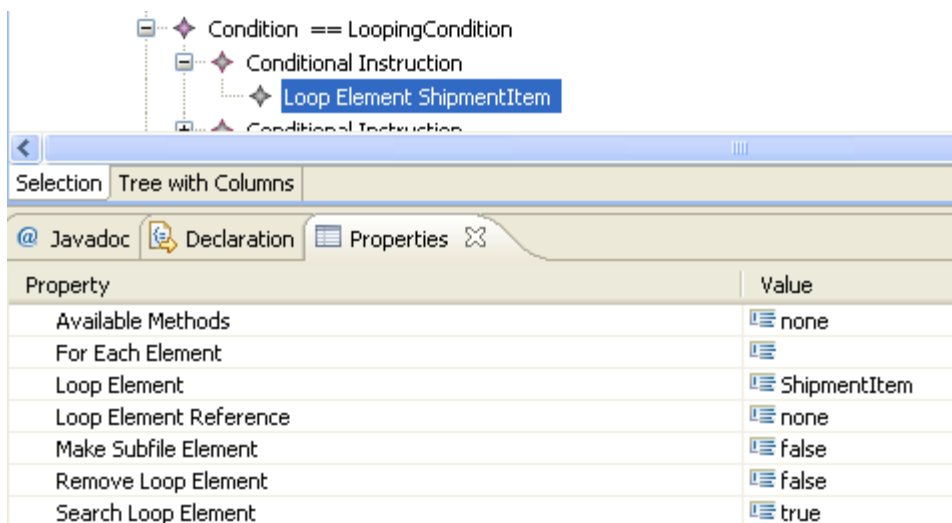 Condition == LoopingCondition
Conditional Instruction
Loop Element ShipmentItem
Conditional Instruction
Selection Tree with Columns
@ Javadoc Declaration Properties
Property Value
Available Methods none
For Each Element
Loop Element ShipmentItem
Loop Element Reference none
Make Subfile Element false
Remove Loop Element false
Search Loop Element true